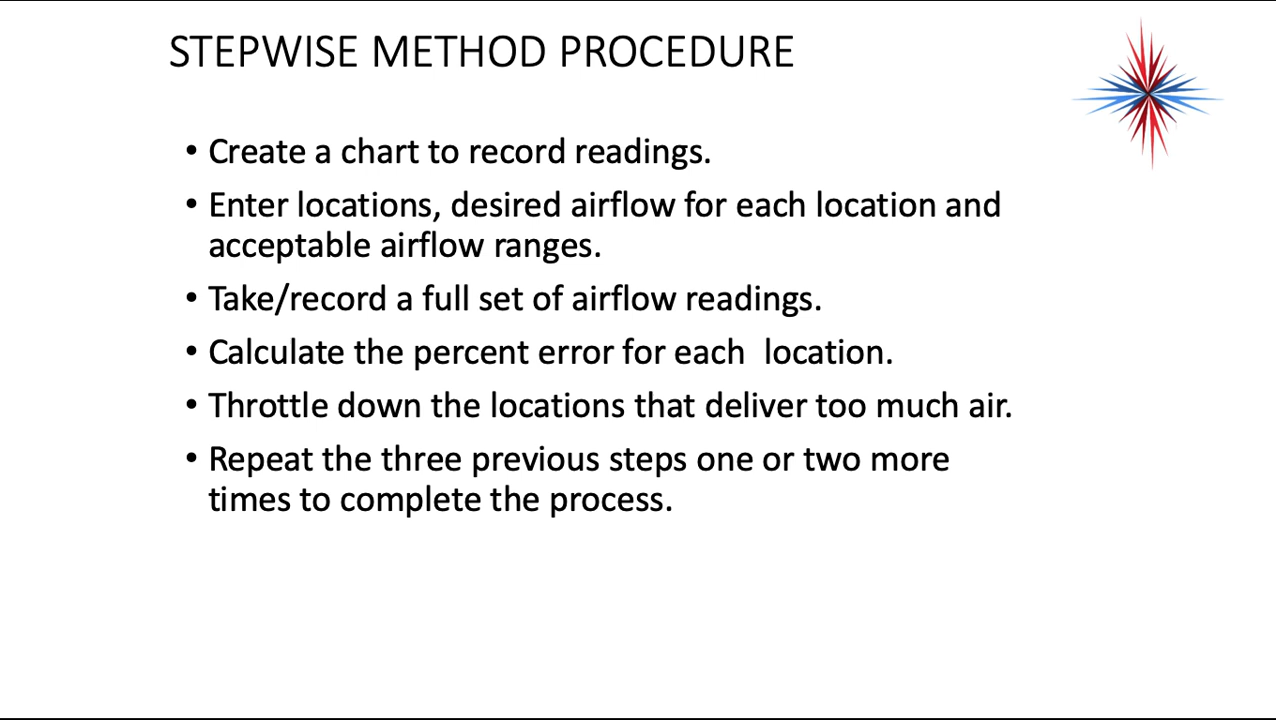 STEPWISE METHOD PROCEDURE
• Create a chart to record readings.
• Enter locations, desired airflow for each location and
acceptable airflow ranges.
• Take/record a full set of airflow readings.
• Calculate the percent error for each  location.
• Throttle down the locations that deliver too much air.
• Repeat the three previous steps one or two more
times to complete the process.